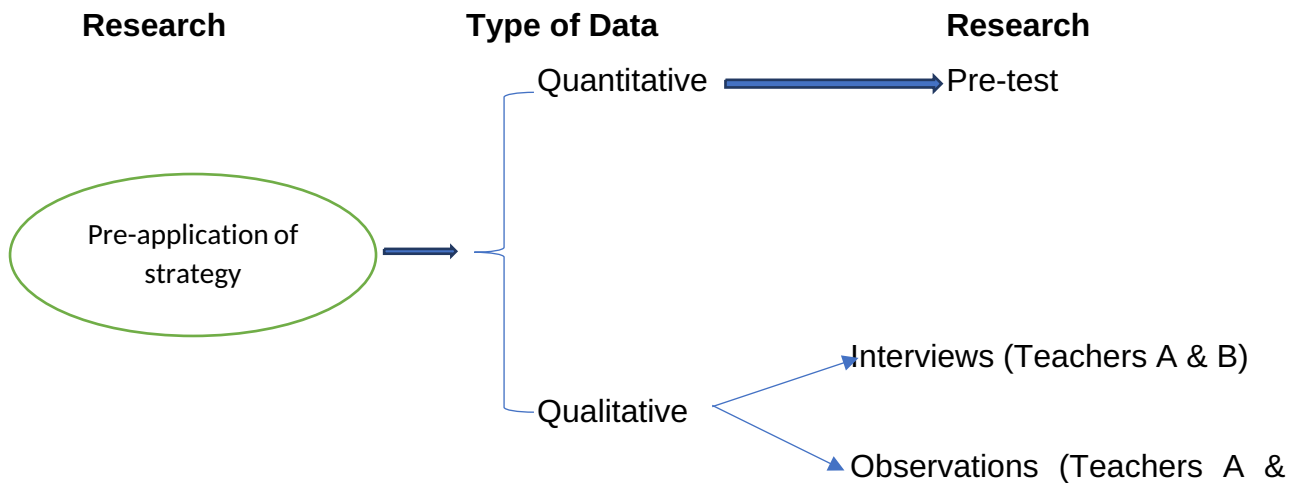 Research Type of Data Research
Quantitative Pre-test
Pre-application of
strategy
Interviews (Teachers A & B)
Qualitative
Observations (Teachers A &